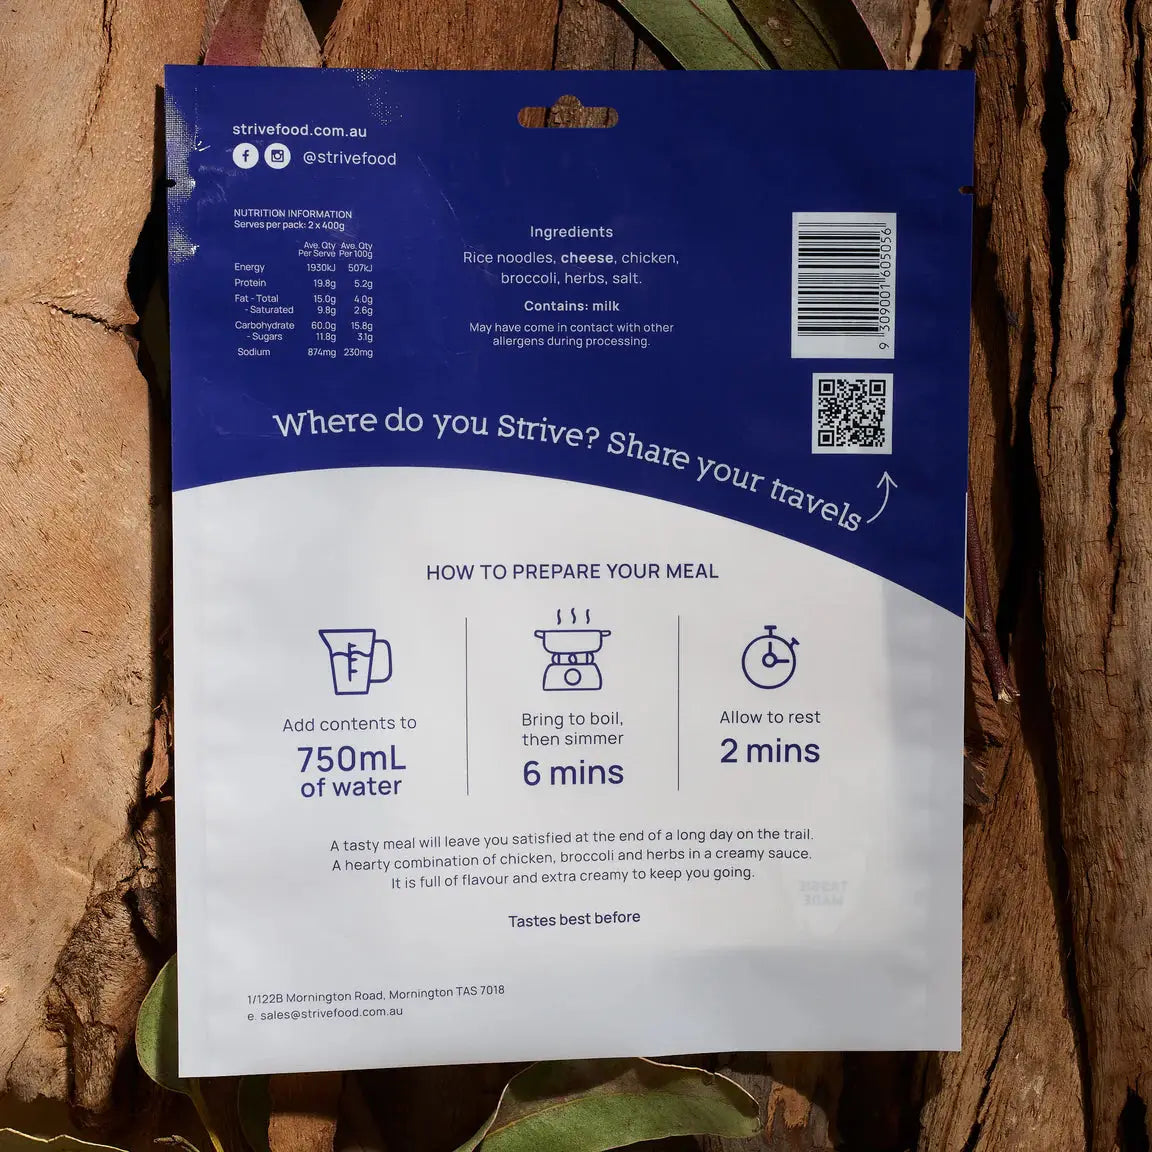 strivefood.com.au
@strivefood
NUTRITION INFORMATION
Serves per pack: 2 x 400g
Ave. Qty Ave. Qty
Per Serve Per 100g
Energy 1930kJ 507kJ
Protein 19.8g 5.2g
Fat - Total 15.0g 4.0g
- Saturated 9.8g 2.6g
Carbohydrate 60.0g 15.8g
- Sugars 11.8g 3.1g
Sodium 874mg 230mg
Ingredients
Rice noodles, cheese, chicken,
broccoli, herbs, salt.
Contains: milk
May have come in contact with other
allergens during processing.
9 309001 605056
Where do you Strive? Share your travels
HOW TO PREPARE YOUR MEAL
Add contents to
750mL
of water
Bring to boil,
then simmer
6 mins
Allow to rest
2 mins
A tasty meal will leave you satisfied at the end of a long day on the trail.
A hearty combination of chicken, broccoli and herbs in a creamy sauce.
It is full of flavour and extra creamy to keep you going.
TASSIE
MADE
Tastes best before
1/122B Mornington Road, Mornington TAS 7018
e. sales@strivefood.com.au